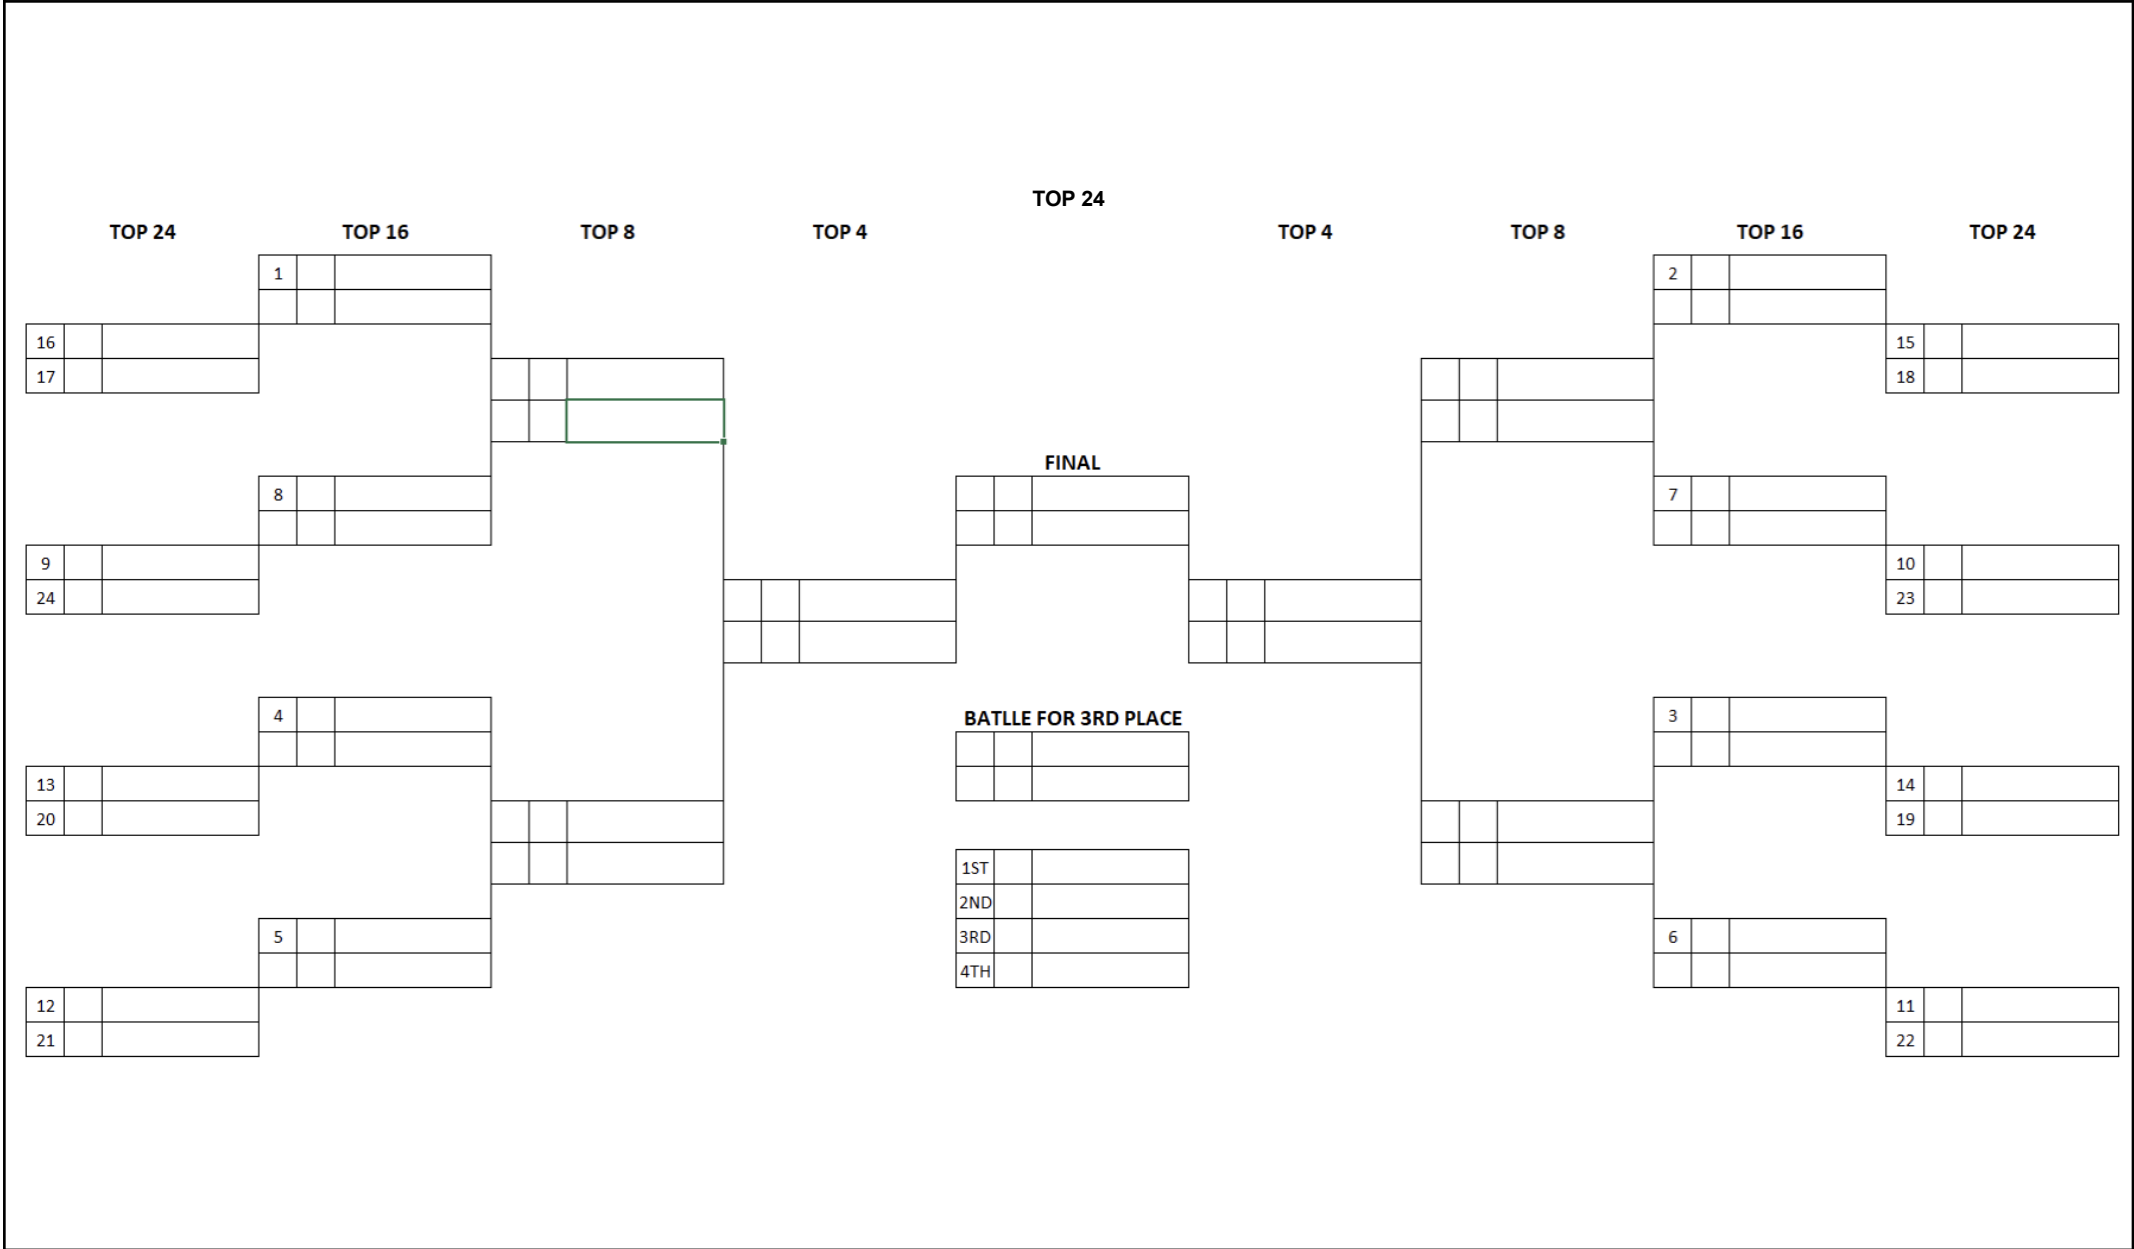 TOP 24
TOP 24 TOP 16 TOP 8 TOP 4 TOP 4 TOP 8 TOP 16 TOP 24
1 2
16 15
17 18
FINAL
8 7
9 10
24 23
4 3
BATLLE FOR 3RD PLACE
13 14
20 19
1ST
2ND
5 3RD 6
4TH
12 11
21 22